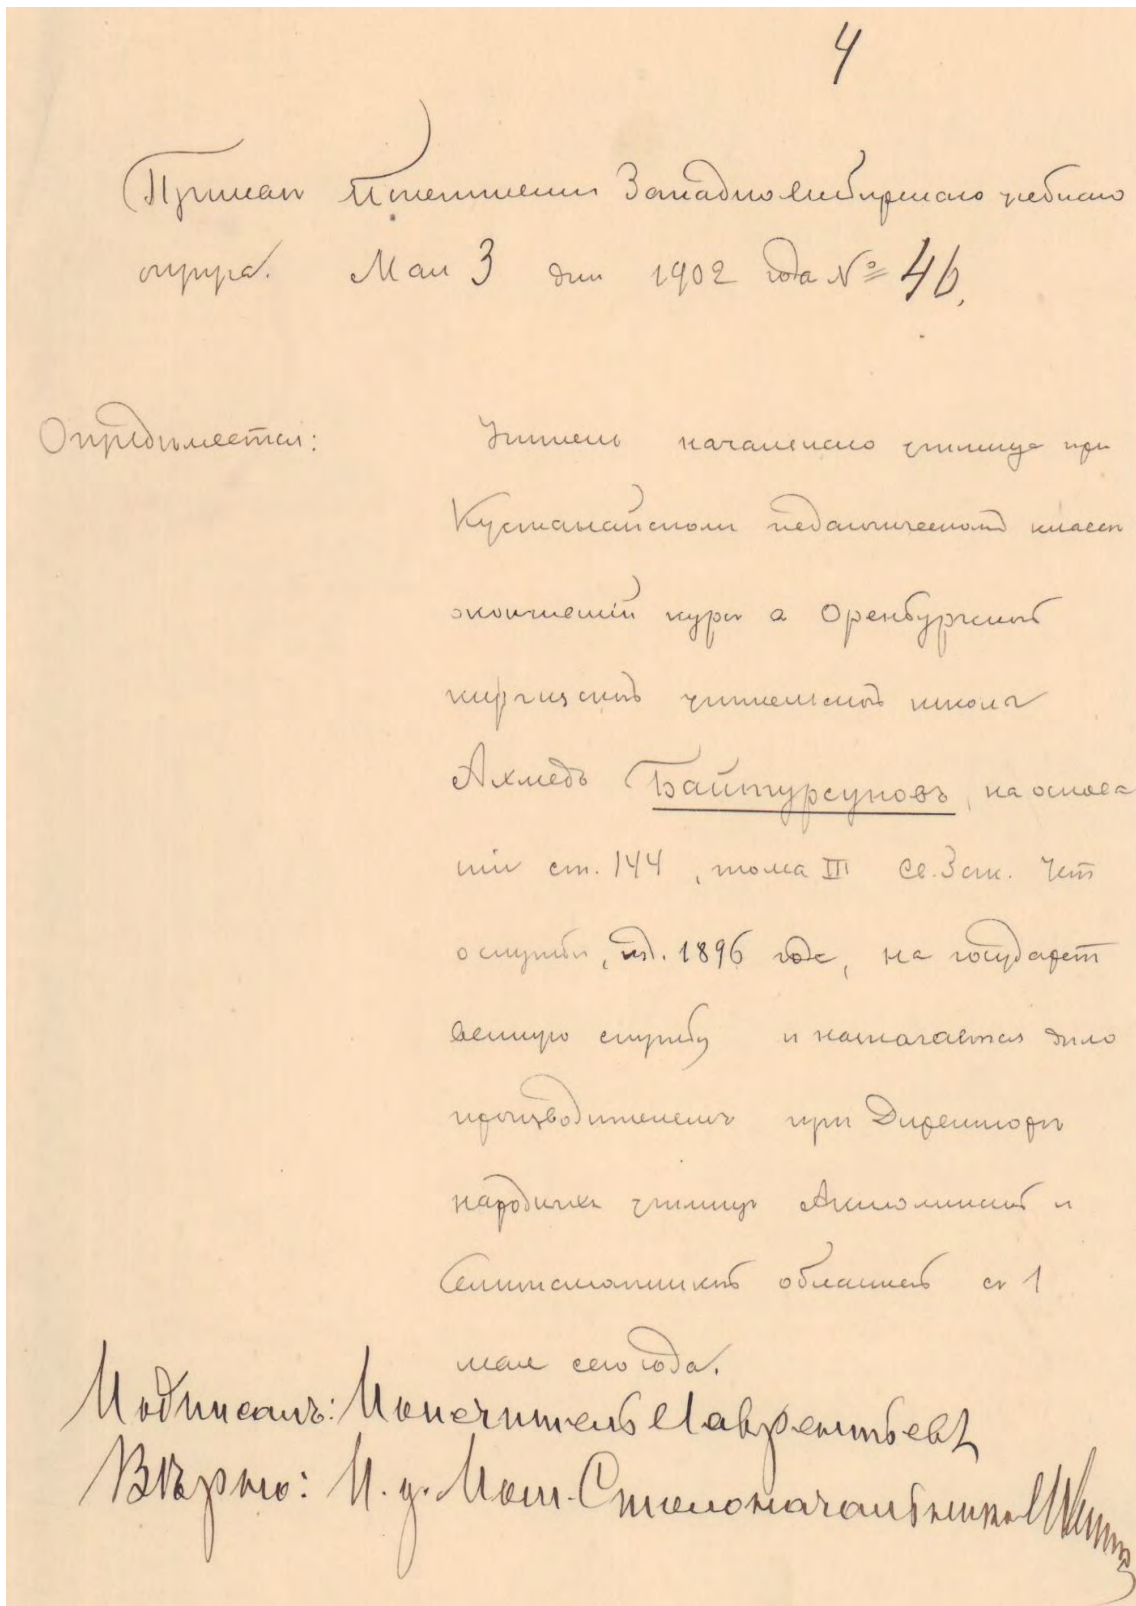 4
Приказъ Попечителя Западно Сибирскаго учебнаго
округа. Мая 3 дня 1902 года № 46.
Опредѣляется:
Учитель начальнаго училища при
Кустанайскомъ педагогическомъ классѣ
окончившій курсъ в Оренбургской
киргизской учительской школѣ
Ахмедъ Байтурсуновъ, на основа
ніи ст. 144, тома III Св. Зак. Уст
о службѣ, изд. 1896 года, на государст
венную службу и назначается дѣло
производителемъ при Директорѣ
народныхъ училищъ Акмолинской и
Семипалатинской областей съ 1
мая сего года.
Подписалъ: Попечитель Лаврентьевъ
Вѣрно: И. д. Столоначальника